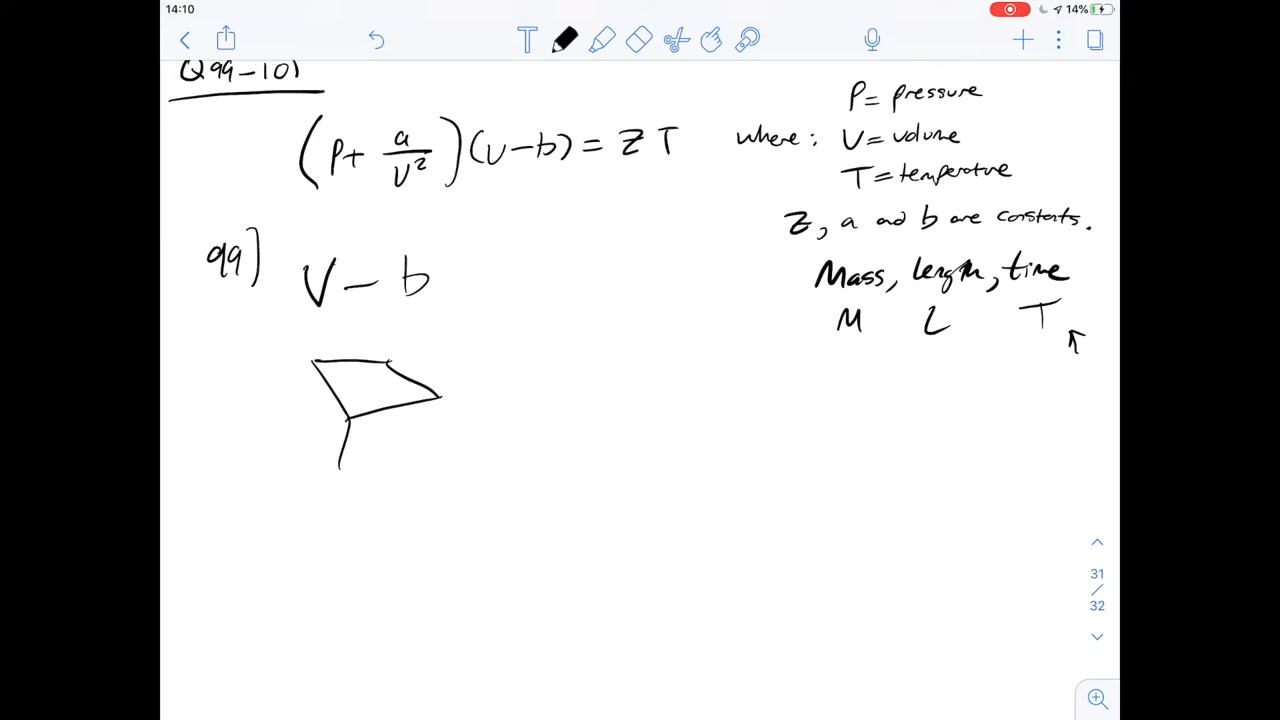 14:10
14%
Q99-101
(P+ a/V²)(V-b) = ZT
where:
P = pressure
V = volume
T = temperature
Z, a and b are constants.
99) V - b
Mass, length, time
M L T
31
/
32